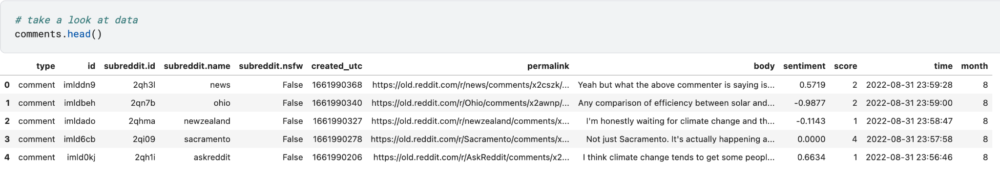 # take a look at data
comments.head()
type id subreddit.id subreddit.name subreddit.nsfw created_utc permalink body sentiment score time month
0 comment imlddn9 2qh3l news False 1661990368 https://old.reddit.com/r/news/comments/x2cszk/... Yeah but what the above commenter is saying is... 0.5719 2 2022-08-31 23:59:28 8
1 comment imldbeh 2qn7b ohio False 1661990340 https://old.reddit.com/r/Ohio/comments/x2awnp/... Any comparison of efficiency between solar and... -0.9877 2 2022-08-31 23:59:00 8
2 comment imldado 2qhma newzealand False 1661990327 https://old.reddit.com/r/newzealand/comments/x... I'm honestly waiting for climate change and th... -0.1143 1 2022-08-31 23:58:47 8
3 comment imld6cb 2qi09 sacramento False 1661990278 https://old.reddit.com/r/Sacramento/comments/x... Not just Sacramento. It's actually happening a... 0.0000 4 2022-08-31 23:57:58 8
4 comment imld0kj 2qh1i askreddit False 1661990206 https://old.reddit.com/r/AskReddit/comments/x2... I think climate change tends to get some peopl... 0.6634 1 2022-08-31 23:56:46 8